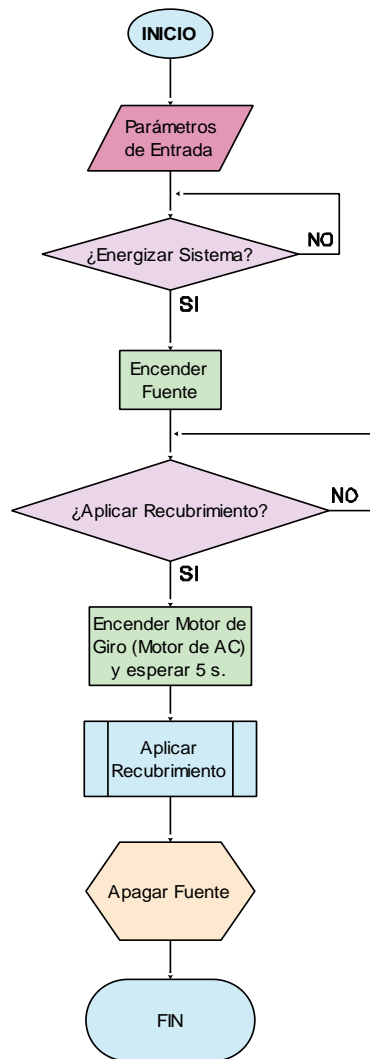 INICIO
Parámetros
de Entrada
¿Energizar Sistema?
NO
SI
Encender
Fuente
¿Aplicar Recubrimiento?
NO
SI
Encender Motor de
Giro (Motor de AC)
y esperar 5 s.
Aplicar
Recubrimiento
Apagar Fuente
FIN